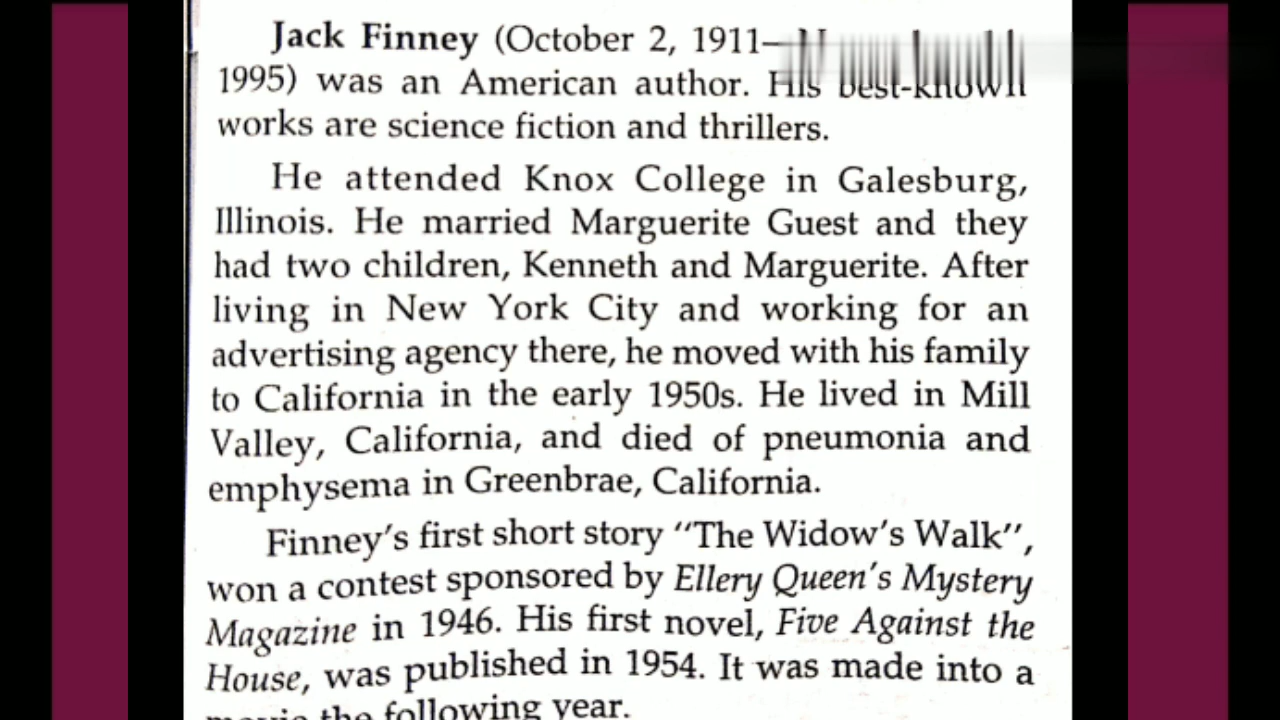 Jack Finney (October 2, 1911—
1995) was an American author. His best-known
works are science fiction and thrillers.
He attended Knox College in Galesburg,
Illinois. He married Marguerite Guest and they
had two children, Kenneth and Marguerite. After
living in New York City and working for an
advertising agency there, he moved with his family
to California in the early 1950s. He lived in Mill
Valley, California, and died of pneumonia and
emphysema in Greenbrae, California.
Finney's first short story "The Widow's Walk",
won a contest sponsored by Ellery Queen's Mystery
Magazine in 1946. His first novel, Five Against the
House, was published in 1954. It was made into a
movie the following year.